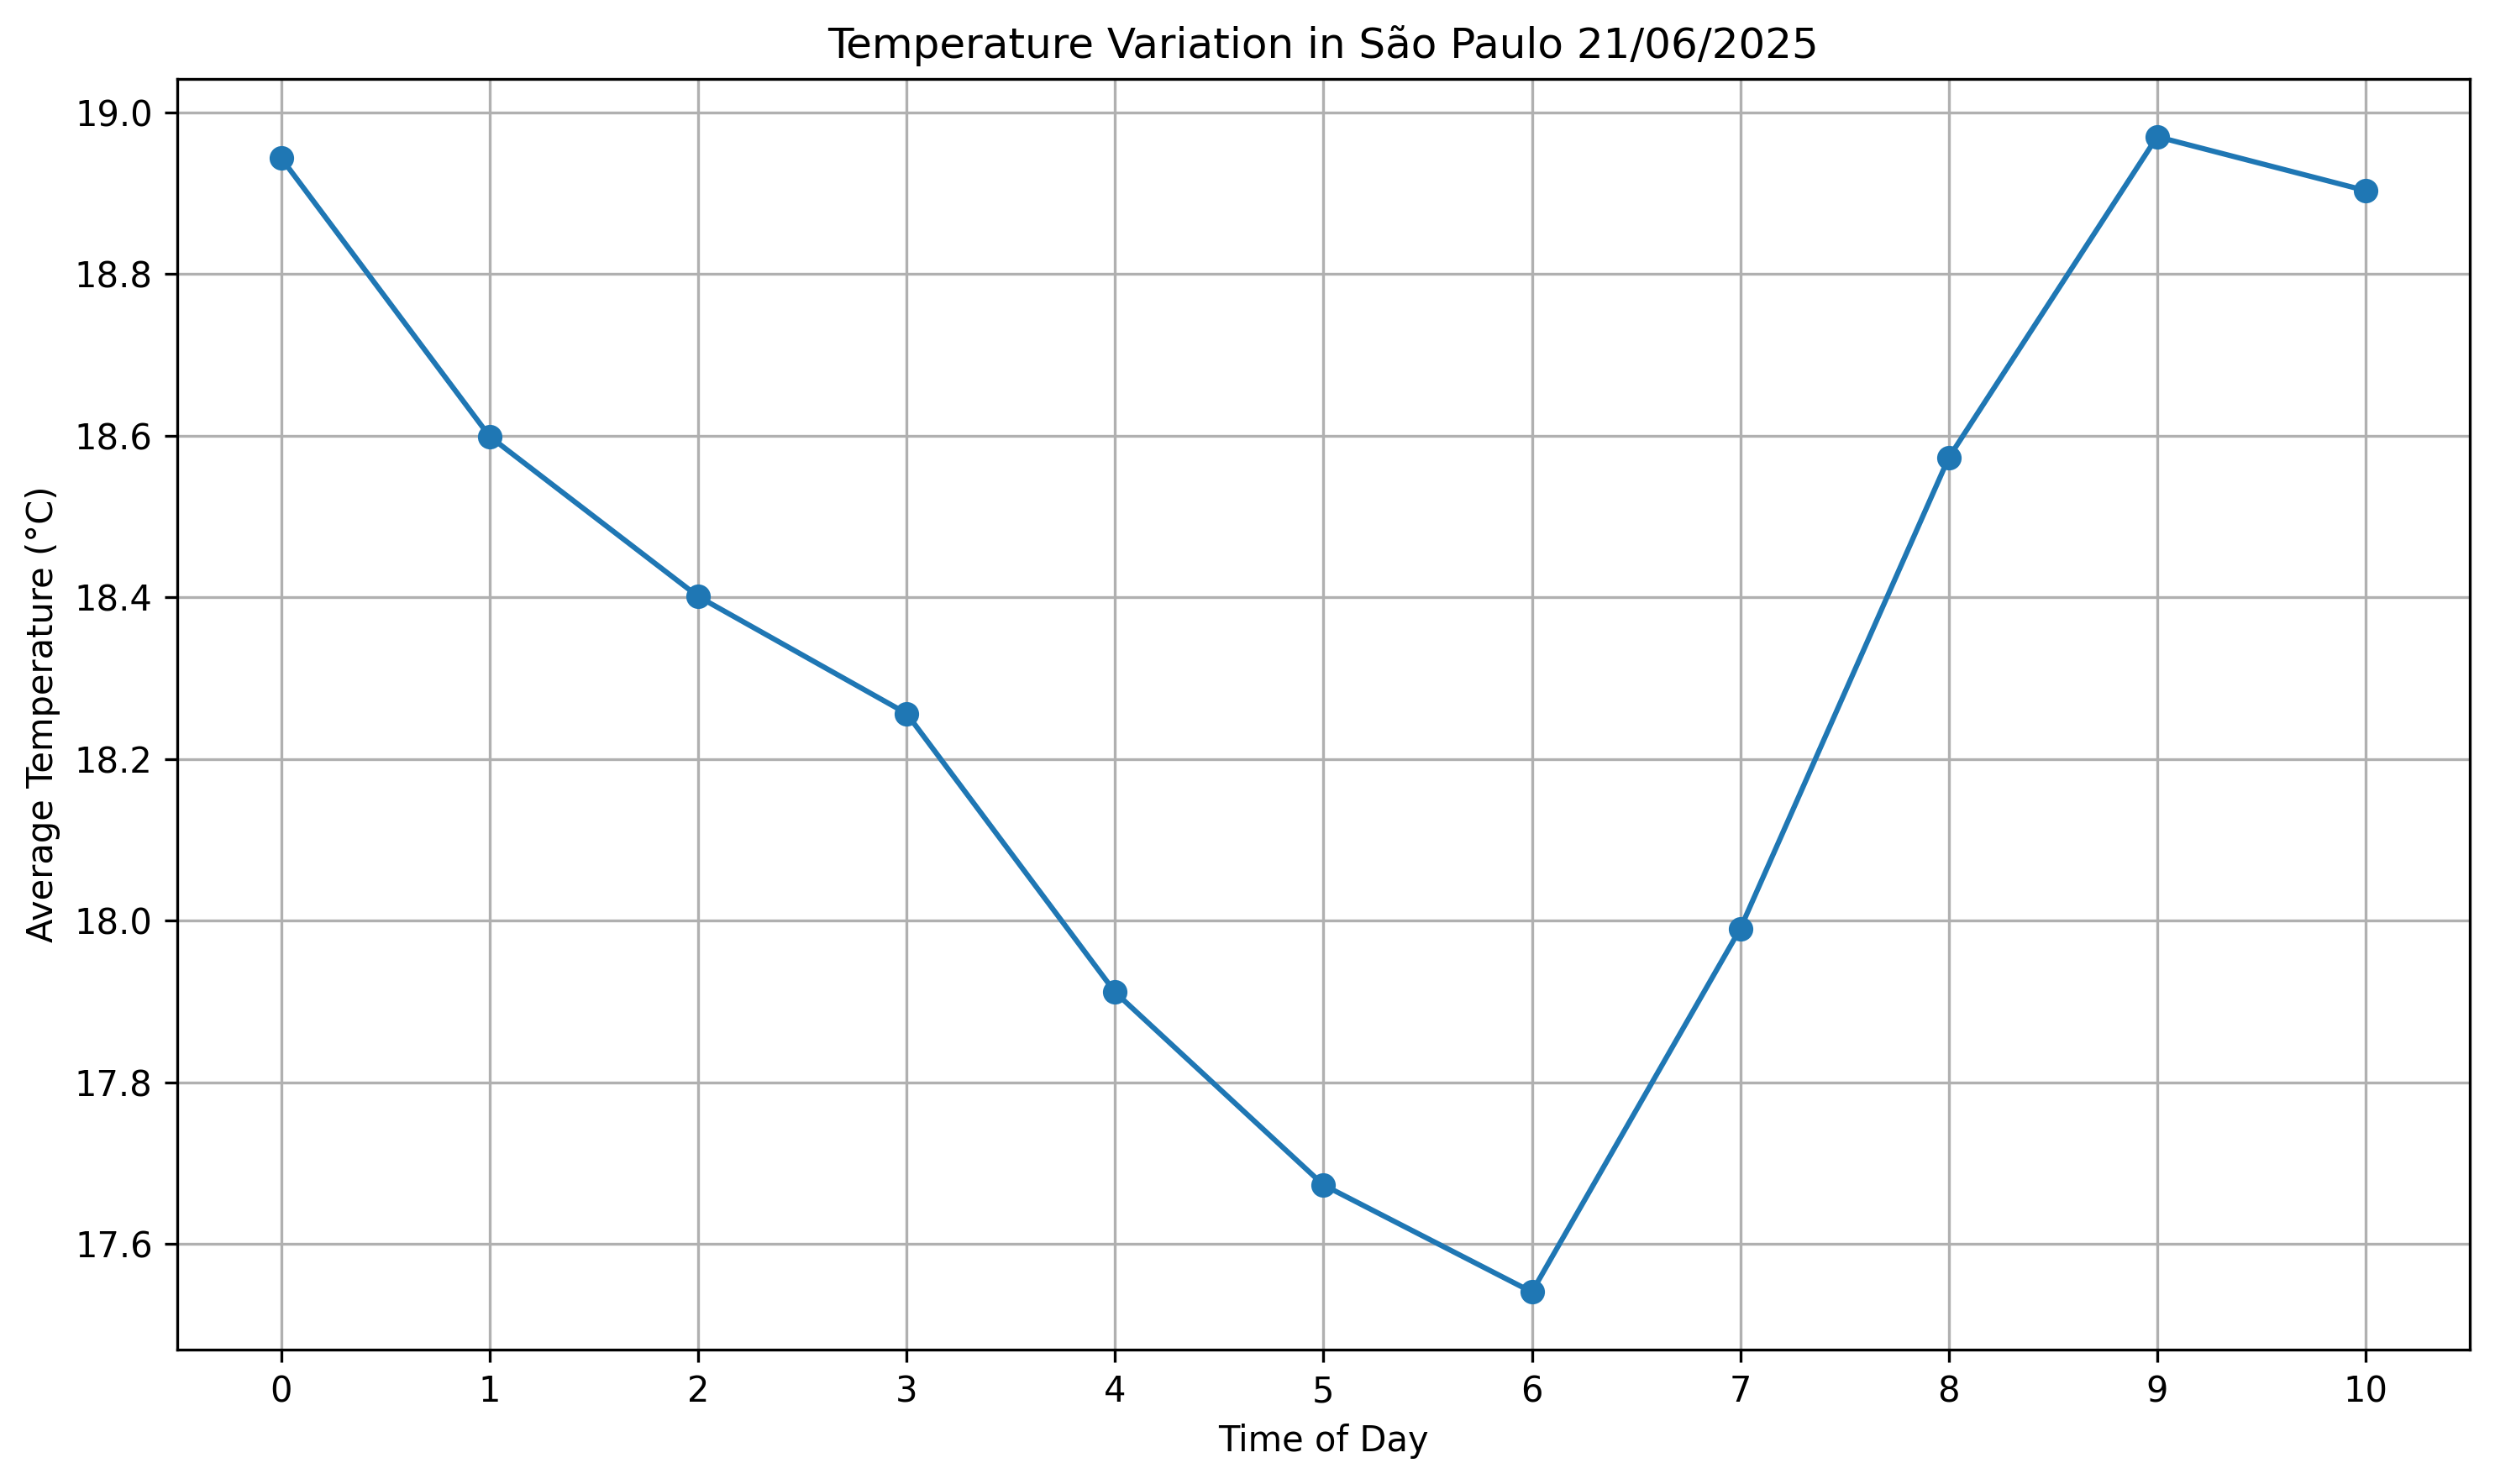 Temperature Variation in São Paulo 21/06/2025
19.0
18.8
18.6
18.4
18.2
18.0
17.8
17.6
Average Temperature (°C)
0 1 2 3 4 5 6 7 8 9 10
Time of Day